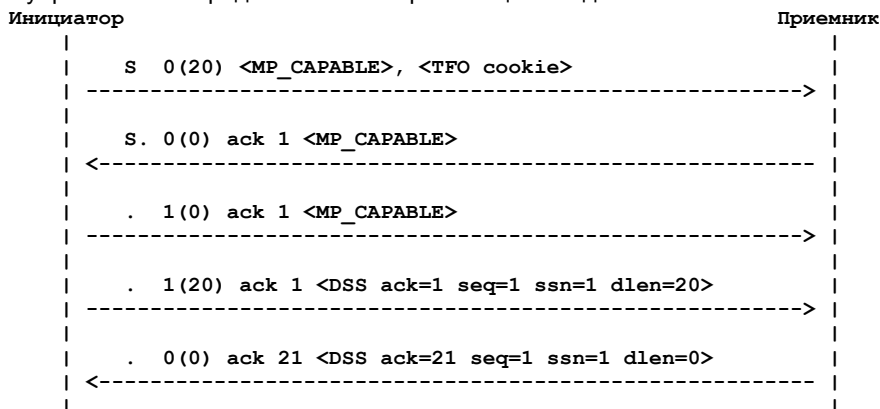 Инициатор Приемник
| |
| S 0(20) <MP_CAPABLE>, <TFO cookie> |
| --------------------------------------------------------> |
| |
| S. 0(0) ack 1 <MP_CAPABLE> |
| <-------------------------------------------------------- |
| |
| . 1(0) ack 1 <MP_CAPABLE> |
| --------------------------------------------------------> |
| |
| . 1(20) ack 1 <DSS ack=1 seq=1 ssn=1 dlen=20> |
| --------------------------------------------------------> |
| |
| . 0(0) ack 21 <DSS ack=21 seq=1 ssn=1 dlen=0> |
| <-------------------------------------------------------- |
| |